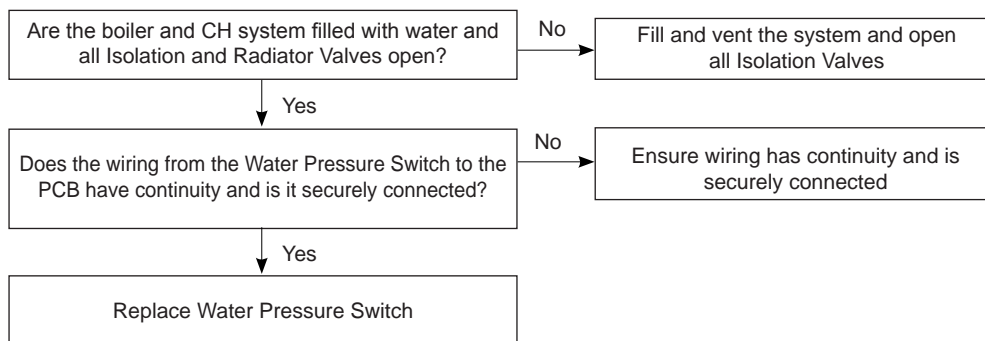 Are the boiler and CH system filled with water and
all Isolation and Radiator Valves open?
No
Fill and vent the system and open
all Isolation Valves
Yes
Does the wiring from the Water Pressure Switch to the
PCB have continuity and is it securely connected?
No
Ensure wiring has continuity and is
securely connected
Yes
Replace Water Pressure Switch